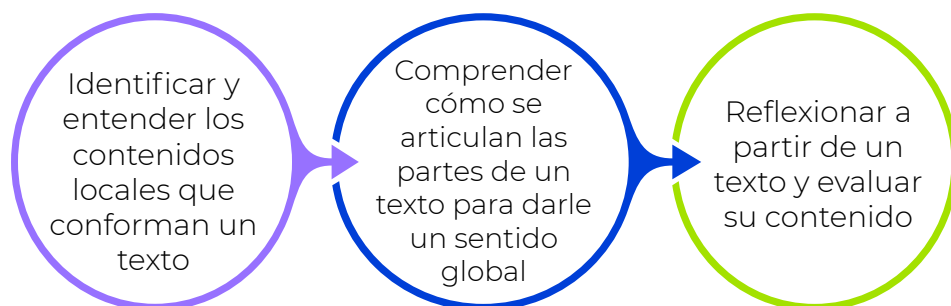 Identificar y
entender los
contenidos
locales que
conforman un
texto
Comprender
cómo se
articulan las
partes de un
texto para darle
un sentido
global
Reflexionar a
partir de un
texto y evaluar
su contenido